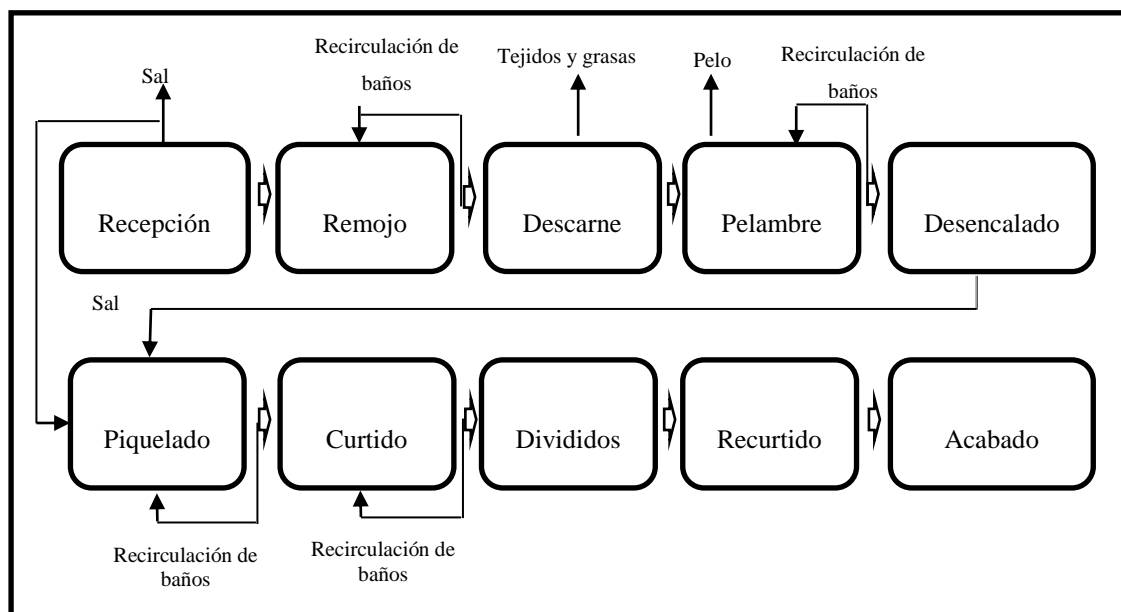 Recirculación de
baños
Tejidos y grasas
Pelo
Recirculación de
baños
Sal
Recepción
Remojo
Descarne
Pelambre
Desencalado
Sal
Piquelado
Curtido
Divididos
Recurtido
Acabado
Recirculación de
baños
Recirculación de
baños